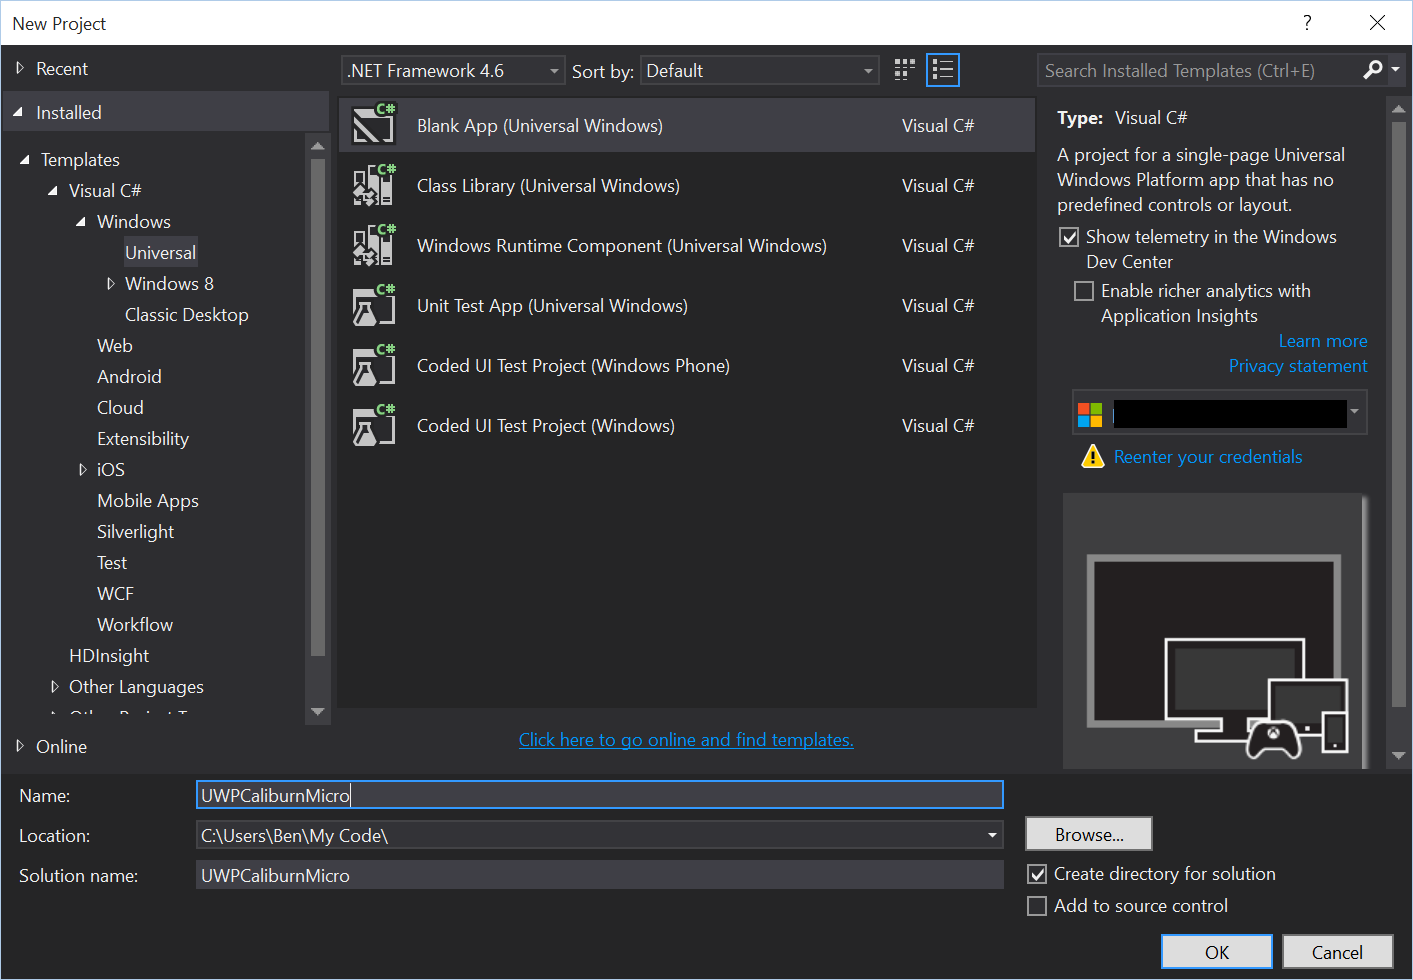 New Project
?
Recent
.NET Framework 4.6
Sort by:
Default
Search Installed Templates (Ctrl+E)
Installed
Templates
Visual C#
Windows
Universal
Windows 8
Classic Desktop
Web
Android
Cloud
Extensibility
iOS
Mobile Apps
Silverlight
Test
WCF
Workflow
HDInsight
Other Languages
Online
C#
Blank App (Universal Windows)
Visual C#
C#
Class Library (Universal Windows)
Visual C#
C#
Windows Runtime Component (Universal Windows)
Visual C#
C#
Unit Test App (Universal Windows)
Visual C#
C#
Coded UI Test Project (Windows Phone)
Visual C#
C#
Coded UI Test Project (Windows)
Visual C#
Click here to go online and find templates.
Type: Visual C#
A project for a single-page Universal
Windows Platform app that has no
predefined controls or layout.
Show telemetry in the Windows
Dev Center
Enable richer analytics with
Application Insights
Learn more
Privacy statement
Reenter your credentials
Name:
UWPCaliburnMicro
Location:
C:\Users\Ben\My Code\
Browse...
Solution name:
UWPCaliburnMicro
Create directory for solution
Add to source control
OK
Cancel